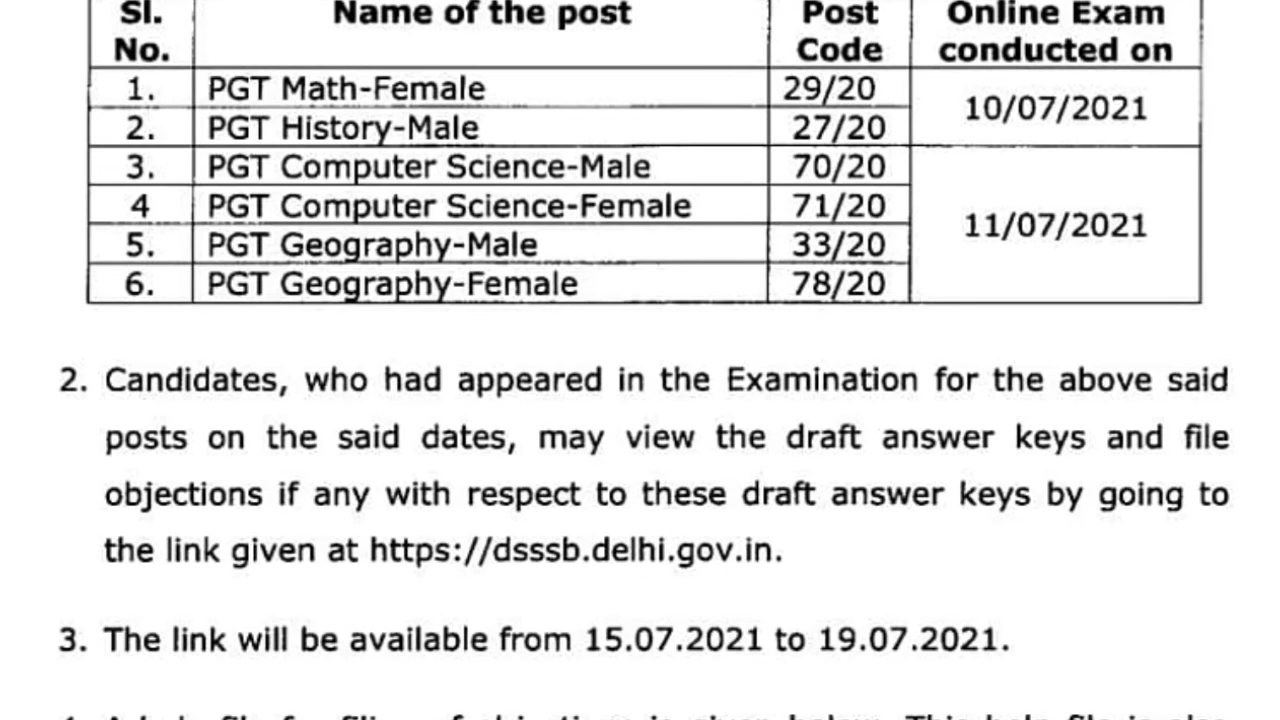 Sl. Name of the post Post Online Exam
No. Code conducted on
1. PGT Math-Female 29/20
10/07/2021
2. PGT History-Male 27/20
3. PGT Computer Science-Male 70/20
4 PGT Computer Science-Female 71/20
11/07/2021
5. PGT Geography-Male 33/20
6. PGT Geography-Female 78/20
2. Candidates, who had appeared in the Examination for the above said
posts on the said dates, may view the draft answer keys and file
objections if any with respect to these draft answer keys by going to
the link given at https://dsssb.delhi.gov.in.
3. The link will be available from 15.07.2021 to 19.07.2021.